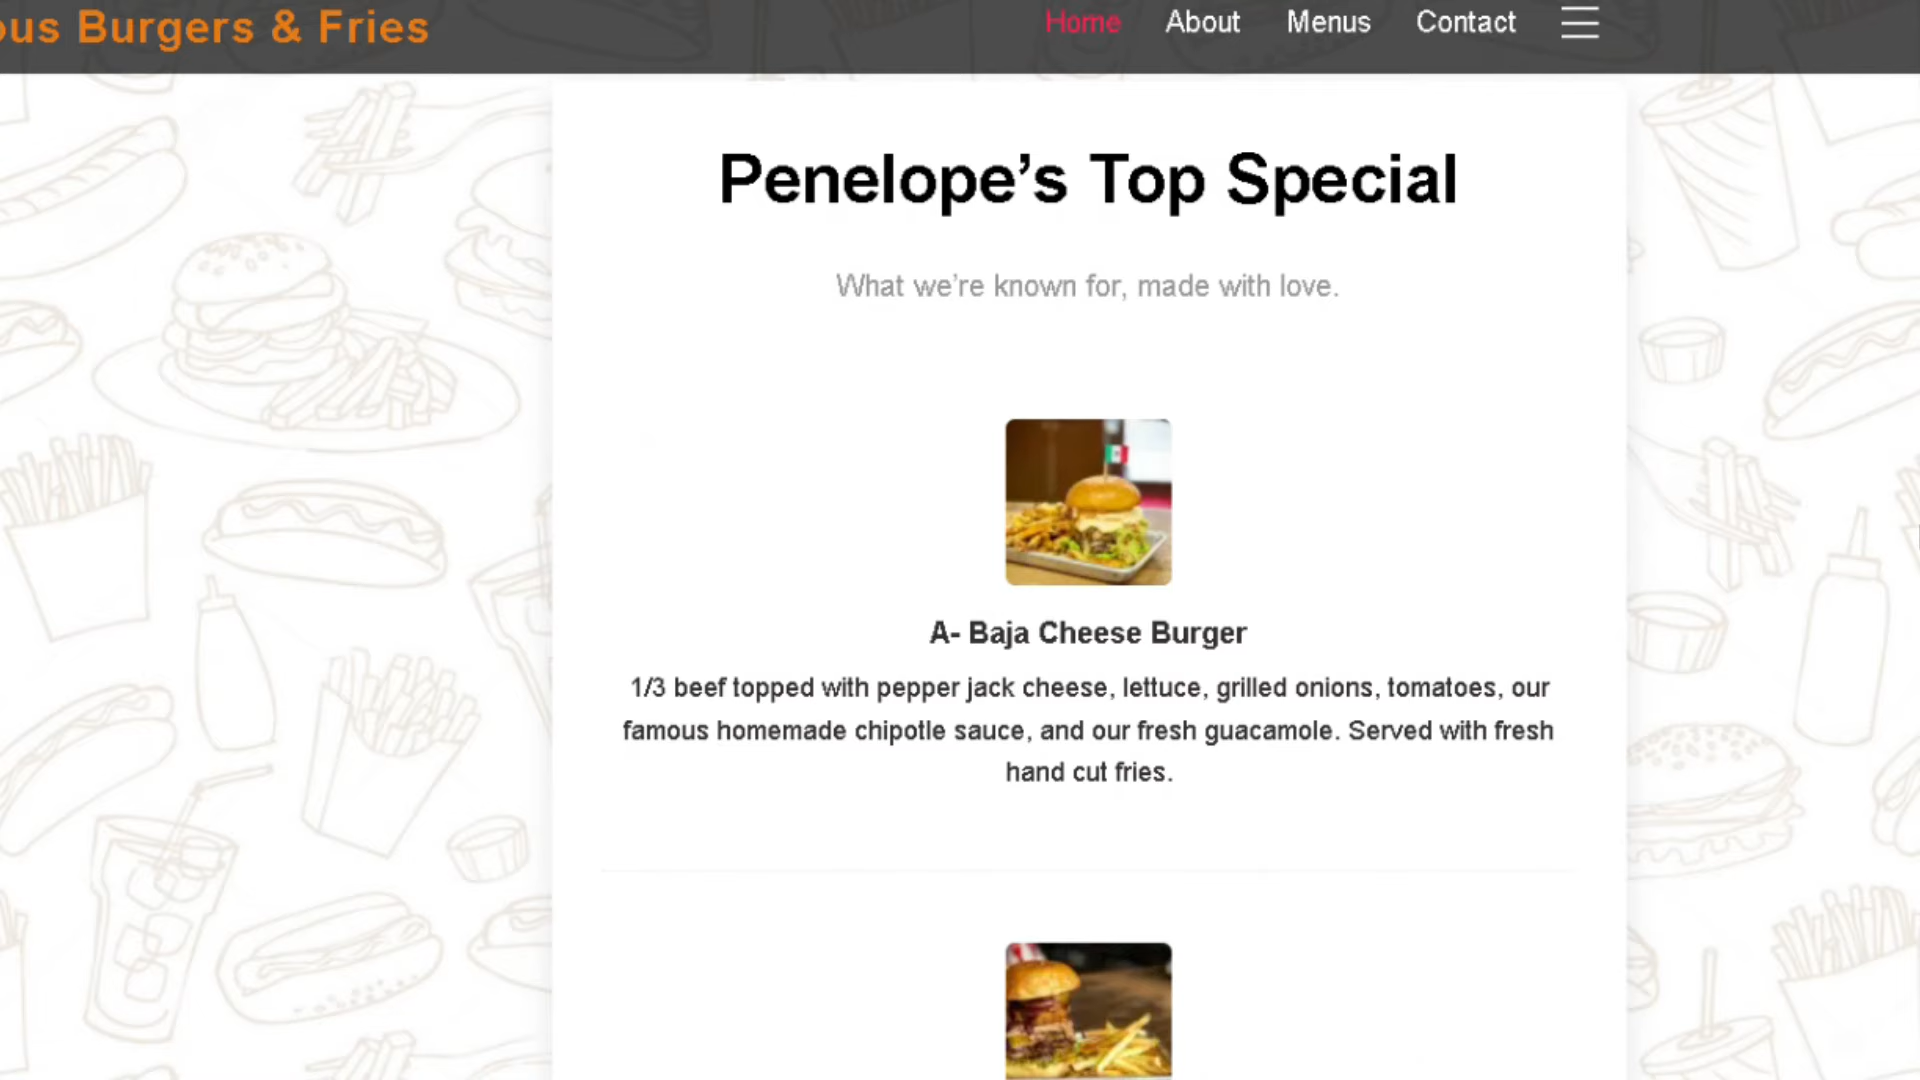 Burgers & Fries
Home About Menus Contact
Penelope’s Top Special
What we’re known for, made with love.
A- Baja Cheese Burger
1/3 beef topped with pepper jack cheese, lettuce, grilled onions, tomatoes, our
famous homemade chipotle sauce, and our fresh guacamole. Served with fresh
hand cut fries.